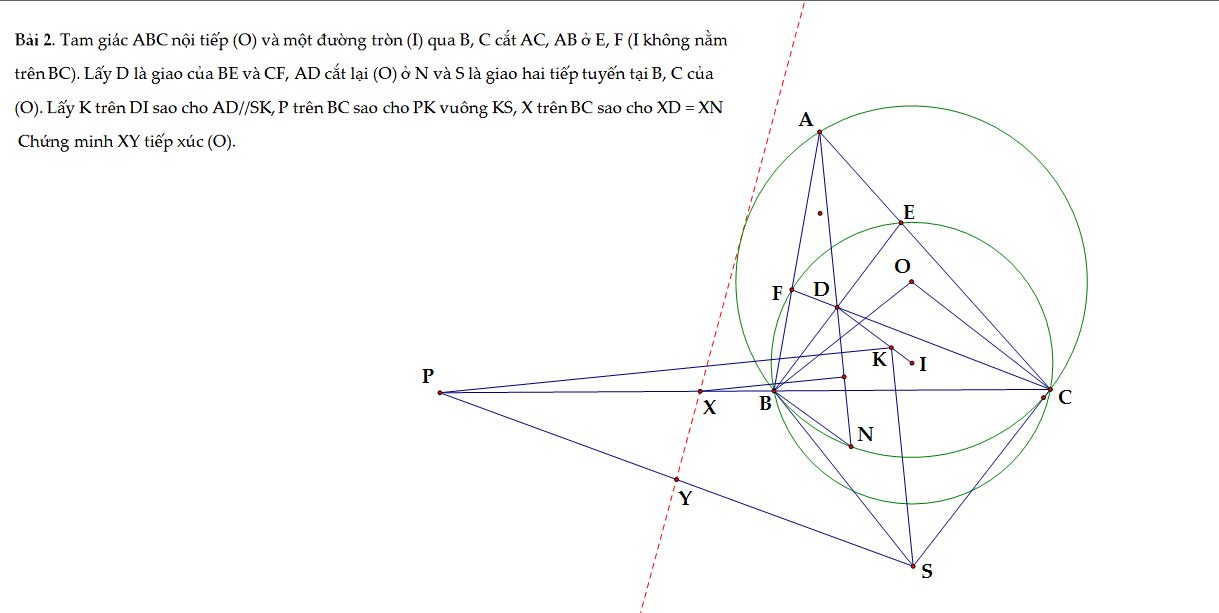 Bài 2. Tam giác ABC nội tiếp (O) và một đường tròn (I) qua B, C cắt AC, AB ở E, F (I không nằm
trên BC). Lấy D là giao của BE và CF, AD cắt lại (O) ở N và S là giao hai tiếp tuyến tại B, C của
(O). Lấy K trên DI sao cho AD//SK, P trên BC sao cho PK vuông KS, X trên BC sao cho XD = XN
Chứng minh XY tiếp xúc (O).
A
E
O
F
D
K
I
P
X
B
C
N
Y
S